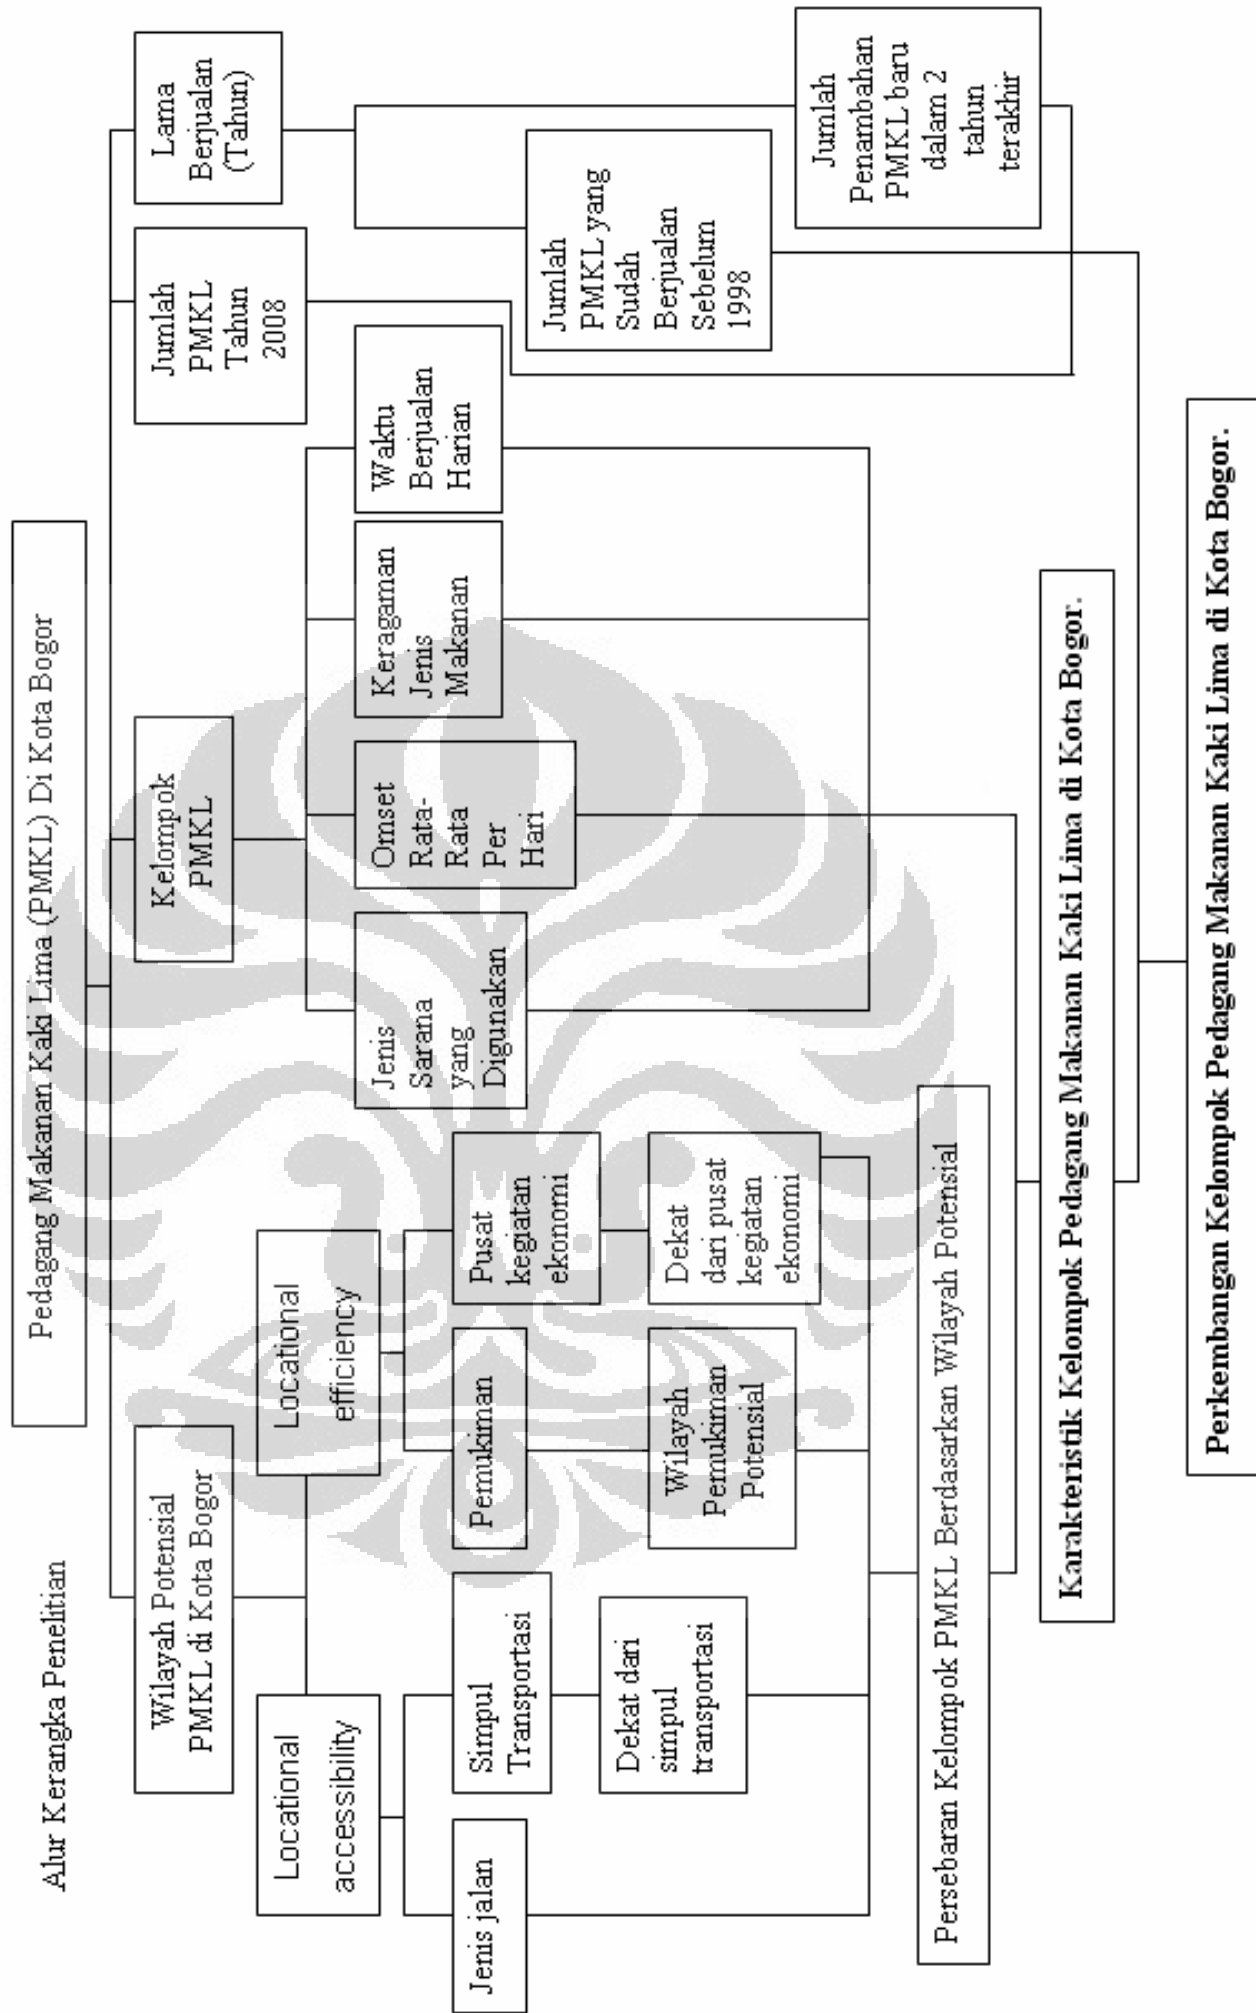 Alur Kerangka Penelitian
Pedagang Makanan Kaki Lima (PMKL) Di Kota Bogor
Wilayah Potensial
PMKL di Kota Bogor
Kelompok
PMKL
Jumlah
PMKL
Tahun
2008
Lama
Berjualan
(Tahun)
Locational
accessibility
Locational
efficiency
Jenis jalan
Simpul
Transportasi
Pemukiman
Pusat
kegiatan
ekonomi
Jenis
Sarana
yang
Digunakan
Omset
Rata-
Rata
Per
Hari
Keragaman
Jenis
Makanan
Waktu
Berjualan
Harian
Jumlah
PMKL yang
Sudah
Berjualan
Sebelum
1998
Jumlah
Penambahan
PMKL baru
dalam 2
tahun
terakhir
Dekat dari
simpul
transportasi
Wilayah
Pemukiman
Potensial
Dekat
dari pusat
kegiatan
ekonomi
Persebaran Kelompok PMKL Berdasarkan Wilayah Potensial
Karakteristik Kelompok Pedagang Makanan Kaki Lima di Kota Bogor.
Perkembangan Kelompok Pedagang Makanan Kaki Lima di Kota Bogor.